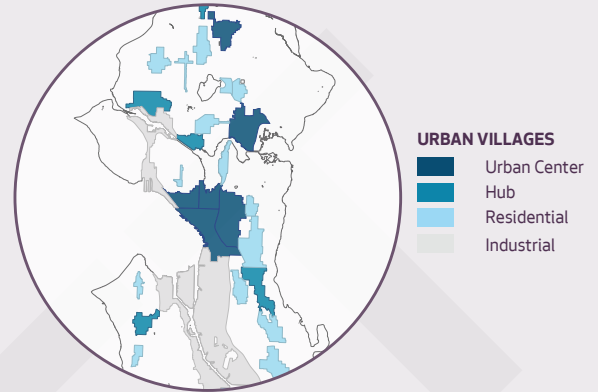 URBAN VILLAGES
Urban Center
Hub
Residential
Industrial